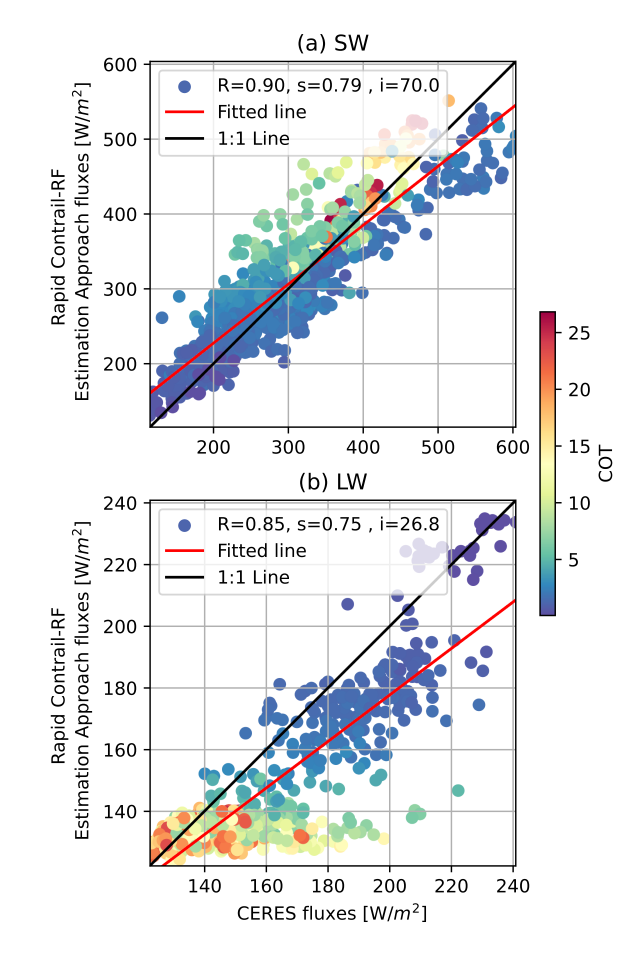 (a) SW
Rapid Contrail-RF
Estimation Approach fluxes [W/m²]
600
500
400
300
200
R=0.90, s=0.79 , i=70.0
Fitted line
1:1 Line
200 300 400 500 600
(b) LW
Rapid Contrail-RF
Estimation Approach fluxes [W/m²]
240
220
200
180
160
140
R=0.85, s=0.75 , i=26.8
Fitted line
1:1 Line
140 160 180 200 220 240
CERES fluxes [W/m²]
25
20
15
10
5
COT